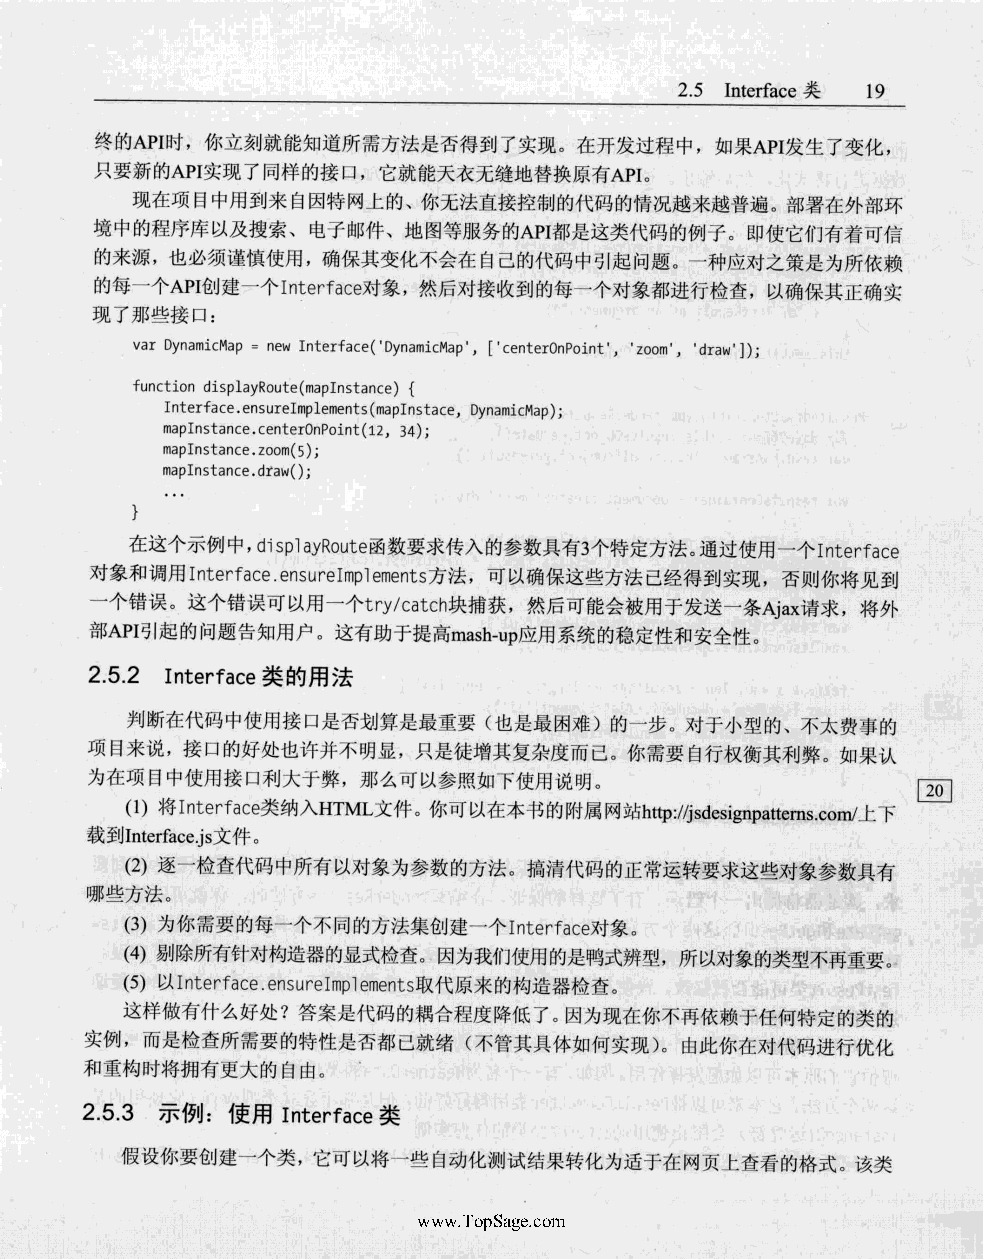 2.5 Interface 类 19
终的API时，你立刻就能知道所需方法是否得到了实现。在开发过程中，如果API发生了变化，
只要新的API实现了同样的接口，它就能天衣无缝地替换原有API。
现在项目中用到来自因特网上的、你无法直接控制的代码的情况越来越普遍。部署在外部环
境中的程序库以及搜索、电子邮件、地图等服务的API都是这类代码的例子。即使它们有着可信
的来源，也必须谨慎使用，确保其变化不会在自己的代码中引起问题。一种应对之策是为所依赖
的每一个API创建一个Interface对象，然后对接收到的每一个对象都进行检查，以确保其正确实
现了那些接口：
var DynamicMap = new Interface('DynamicMap', ['centerOnPoint', 'zoom', 'draw']);
function displayRoute(mapInstance) {
Interface.ensureImplements(mapInstace, DynamicMap);
mapInstance.centerOnPoint(12, 34);
mapInstance.zoom(5);
mapInstance.draw();
...
}
在这个示例中，displayRoute函数要求传入的参数具有3个特定方法。通过使用一个Interface
对象和调用Interface.ensureImplements方法，可以确保这些方法已经得到实现，否则你将见到
一个错误。这个错误可以用一个try/catch块捕获，然后可能会被用于发送一条Ajax请求，将外
部API引起的问题告知用户。这有助于提高mash-up应用系统的稳定性和安全性。
2.5.2 Interface 类的用法
判断在代码中使用接口是否划算是最重要（也是最困难）的一步。对于小型的、不太费事的
项目来说，接口的好处也许并不明显，只是徒增其复杂度而已。你需要自行权衡其利弊。如果认
为在项目中使用接口利大于弊，那么可以参照如下使用说明。
20
(1) 将Interface类纳入HTML文件。你可以在本书的附属网站http://jsdesignpatterns.com/上下
载到Interface.js文件。
(2) 逐一检查代码中所有以对象为参数的方法。搞清代码的正常运转要求这些对象参数具有
哪些方法。
(3) 为你需要的每一个不同的方法集创建一个Interface对象。
(4) 剔除所有针对构造器的显式检查。因为我们使用的是鸭式辨型，所以对象的类型不再重要。
(5) 以Interface.ensureImplements取代原来的构造器检查。
这样做有什么好处？答案是代码的耦合程度降低了。因为现在你不再依赖于任何特定的类的
实例，而是检查所需要的特性是否都已就绪（不管其具体如何实现）。由此你在对代码进行优化
和重构时将拥有更大的自由。
2.5.3 示例：使用 Interface 类
假设你要创建一个类，它可以将一些自动化测试结果转化为适于在网页上查看的格式。该类
www.TopSage.com